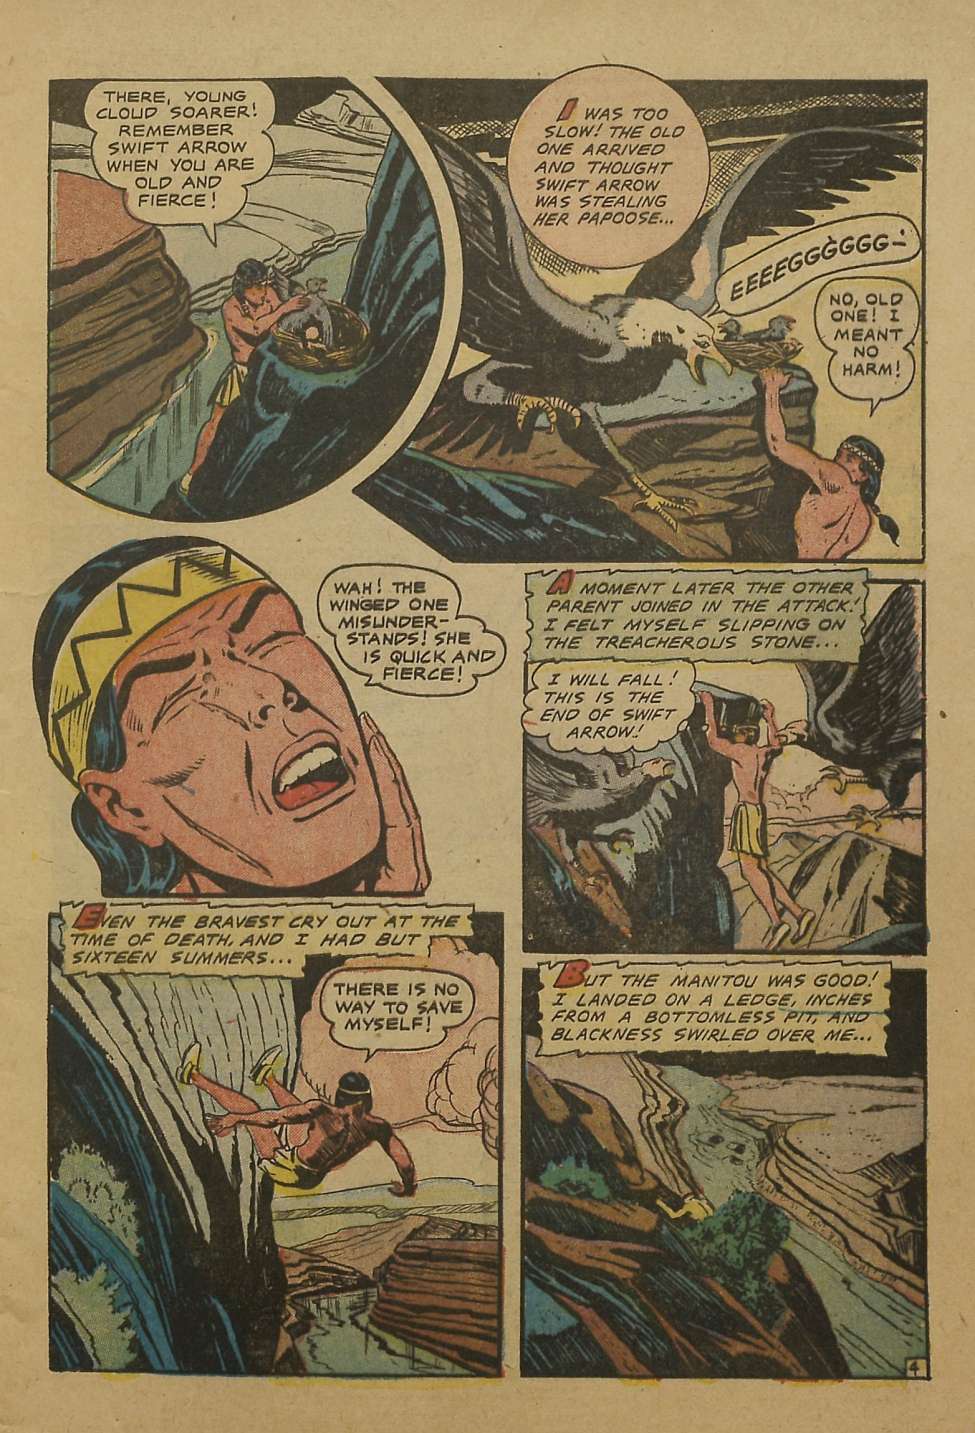 THERE, YOUNG
CLOUD SOARER!
REMEMBER
SWIFT ARROW
WHEN YOU ARE
OLD AND
FIERCE!
I WAS TOO
SLOW! THE OLD
ONE ARRIVED
AND THOUGHT
SWIFT ARROW
WAS STEALING
HER PAPOOSE...
EEEEGGGGGG-
NO, OLD
ONE! I
MEANT
NO
HARM!
WAH! THE
WINGED ONE
MISUNDER-
STANDS! SHE
IS QUICK AND
FIERCE!
A MOMENT LATER THE OTHER
PARENT JOINED IN THE ATTACK!
I FELT MYSELF SLIPPING ON
THE TREACHEROUS STONE...
I WILL FALL!
THIS IS THE
END OF SWIFT
ARROW!
EVEN THE BRAVEST CRY OUT AT THE
TIME OF DEATH, AND I HAD BUT
SIXTEEN SUMMERS...
THERE IS NO
WAY TO SAVE
MYSELF!
BUT THE MANITOU WAS GOOD!
I LANDED ON A LEDGE, INCHES
FROM A BOTTOMLESS PIT, AND
BLACKNESS SWIRLED OVER ME...
4